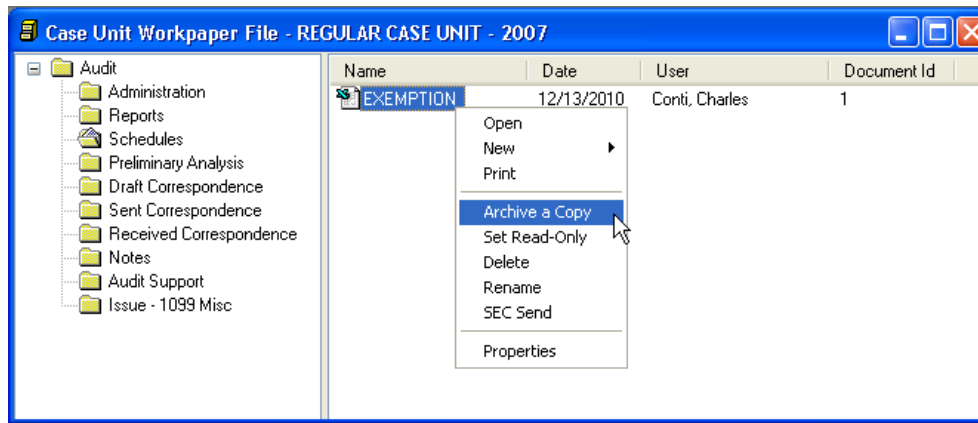 Case Unit Workpaper File - REGULAR CASE UNIT - 2007
Audit
Administration
Reports
Schedules
Preliminary Analysis
Draft Correspondence
Sent Correspondence
Received Correspondence
Notes
Audit Support
Issue - 1099 Misc
Name Date User Document Id
EXEMPTION 12/13/2010 Conti, Charles 1
Open
New
Print
Archive a Copy
Set Read-Only
Delete
Rename
SEC Send
Properties